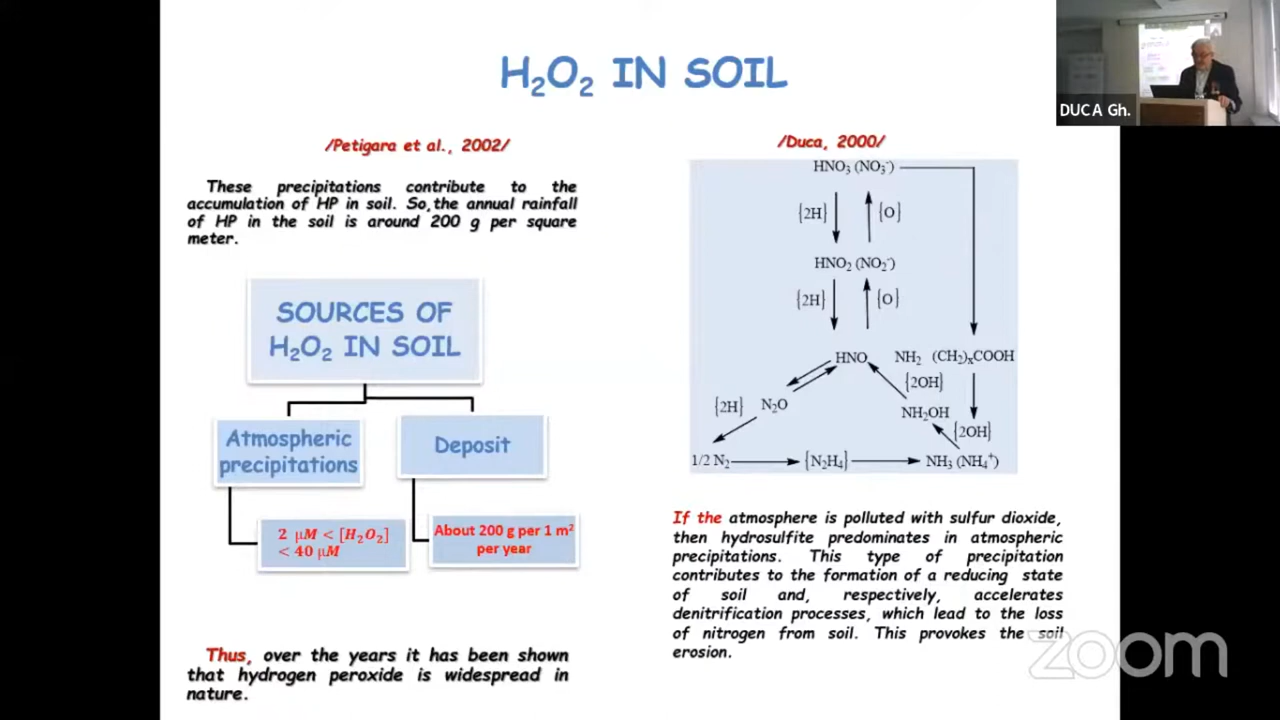 H₂O₂ IN SOIL
DUCA Gh.
/Petigara et al., 2002/
These precipitations contribute to the
accumulation of HP in soil. So,the annual rainfall
of HP in the soil is around 200 g per square
meter.
SOURCES OF
H₂O₂ IN SOIL
Atmospheric
precipitations
Deposit
2 μM < [H₂O₂]
< 40 μM
About 200 g per 1 m²
per year
Thus, over the years it has been shown
that hydrogen peroxide is widespread in
nature.
/Duca, 2000/
HNO₃ (NO₃⁻)
{2H} {O}
HNO₂ (NO₂⁻)
{2H} {O}
HNO NH₂ (CH₂)ₓCOOH
{2OH}
{2H} N₂O NH₂OH
{2OH}
1/2 N₂ {N₂H₄} NH₃ (NH₄⁺)
If the atmosphere is polluted with sulfur dioxide,
then hydrosulfite predominates in atmospheric
precipitations. This type of precipitation
contributes to the formation of a reducing state
of soil and, respectively, accelerates
denitrification processes, which lead to the loss
of nitrogen from soil. This provokes the soil
erosion.
zoom